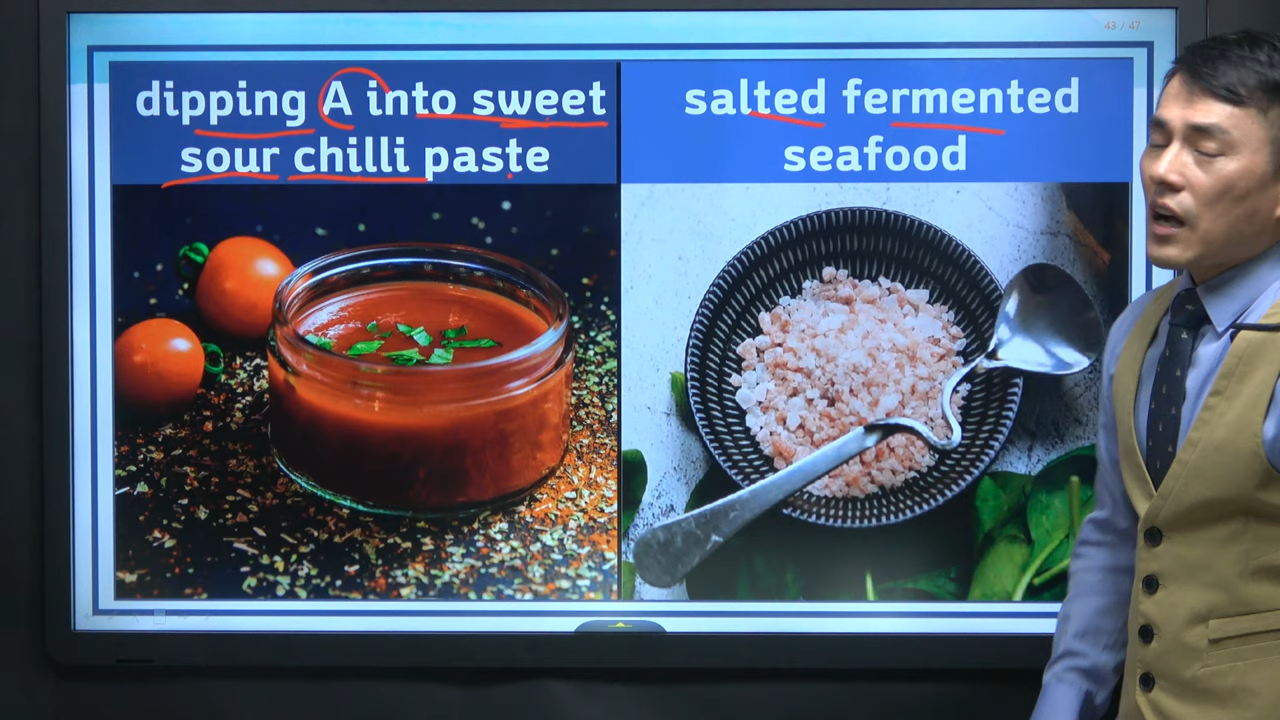 43 / 47
dipping A into sweet
sour chilli paste
salted fermented
seafood